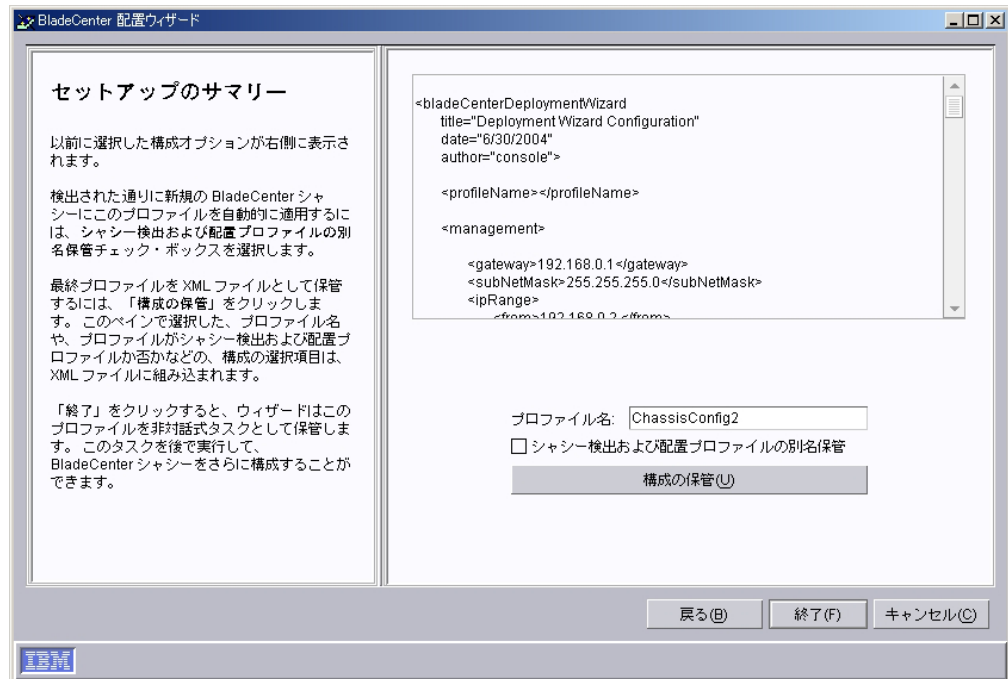 BladeCenter 配置ウィザード
セットアップのサマリー
以前に選択した構成オプションが右側に表示さ
れます。
検出された通りに新規の BladeCenter シャ
シーにこのプロファイルを自動的に適用するに
は、シャシー検出および配置プロファイルの別
名保管チェック・ボックスを選択します。
最終プロファイルを XML ファイルとして保管
するには、「構成の保管」をクリックしま
す。 このペインで選択した、プロファイル名
や、プロファイルがシャシー検出および配置プ
ロファイルか否かなどの、構成の選択項目は、
XML ファイルに組み込まれます。
「終了」をクリックすると、ウィザードはこの
プロファイルを非対話式タスクとして保管しま
す。 このタスクを後で実行して、
BladeCenter シャシーをさらに構成することが
できます。
<bladeCenterDeploymentWizard
title="Deployment Wizard Configuration"
date="6/30/2004"
author="console">
<profileName></profileName>
<management>
<gateway>192.168.0.1</gateway>
<subNetMask>255.255.255.0</subNetMask>
<ipRange>
<from>192.168.0.2 </from>
プロファイル名: ChassisConfig2
シャシー検出および配置プロファイルの別名保管
構成の保管(U)
戻る(B) 終了(F) キャンセル(C)
IBM